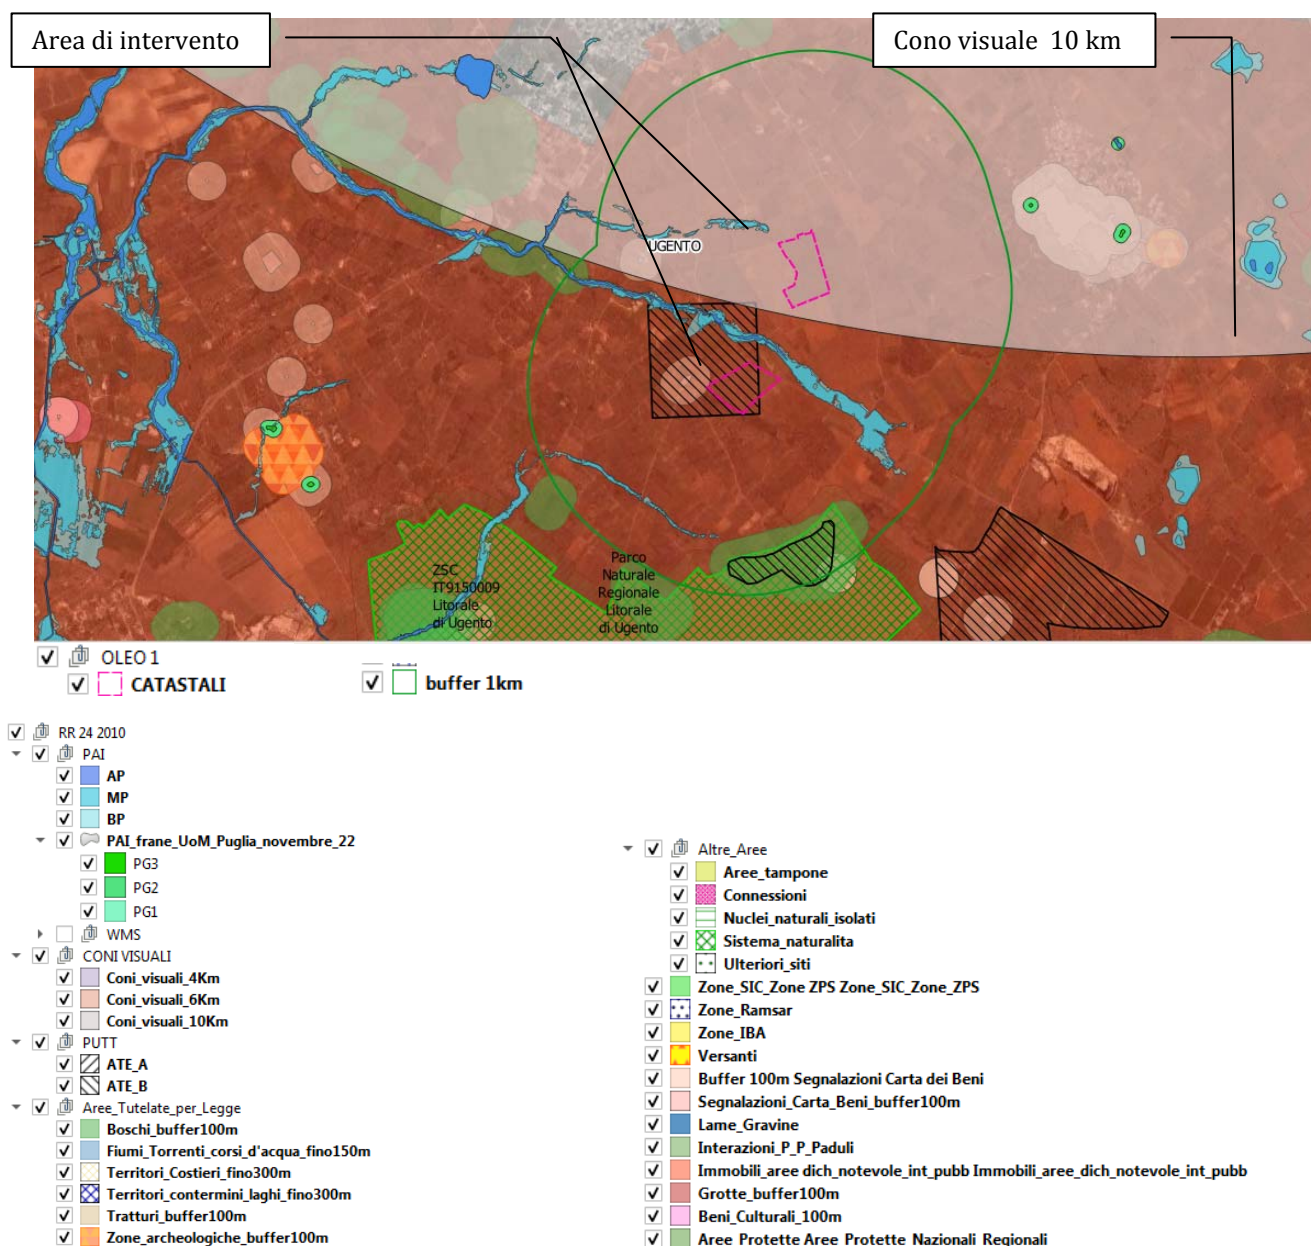 Area di intervento
Cono visuale 10 km
UGENTO
ZSC
IT9150009
Litorale
di Ugento
Parco
Naturale
Regionale
Litorale
di Ugento
OLEO 1
CATASTALI
buffer 1km
RR 24 2010
PAI
AP
MP
BP
PAI_frane_UoM_Puglia_novembre_22
PG3
PG2
PG1
WMS
CONI VISUALI
Coni_visuali_4Km
Coni_visuali_6Km
Coni_visuali_10Km
PUTT
ATE_A
ATE_B
Aree_Tutelate_per_Legge
Boschi_buffer100m
Fiumi_Torrenti_corsi_d'acqua_fino150m
Territori_Costieri_fino300m
Territori_contermini_laghi_fino300m
Tratturi_buffer100m
Zone_archeologiche_buffer100m
Altre_Aree
Aree_tampone
Connessioni
Nuclei_naturali_isolati
Sistema_naturalita
Ulteriori_siti
Zone_SIC_Zone ZPS Zone_SIC_Zone_ZPS
Zone_Ramsar
Zone_IBA
Versanti
Buffer 100m Segnalazioni Carta dei Beni
Segnalazioni_Carta_Beni_buffer100m
Lame_Gravine
Interazioni_P_P_Paduli
Immobili_aree dich_notevole_int_pubb Immobili_aree_dich_notevole_int_pubb
Grotte_buffer100m
Beni_Culturali_100m
Aree_Protette Aree_Protette_Nazionali_Regionali